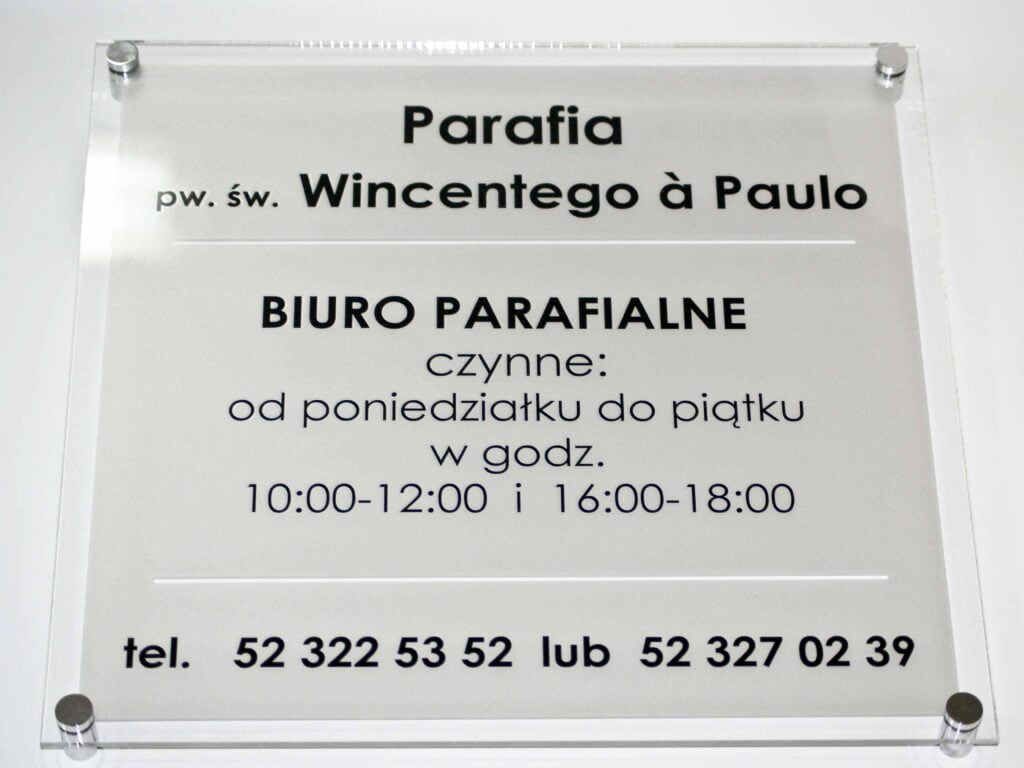 Parafia
pw. św. Wincentego à Paulo
BIURO PARAFIALNE
czynne:
od poniedziałku do piątku
w godz.
10:00-12:00 i 16:00-18:00
tel. 52 322 53 52 lub 52 327 02 39